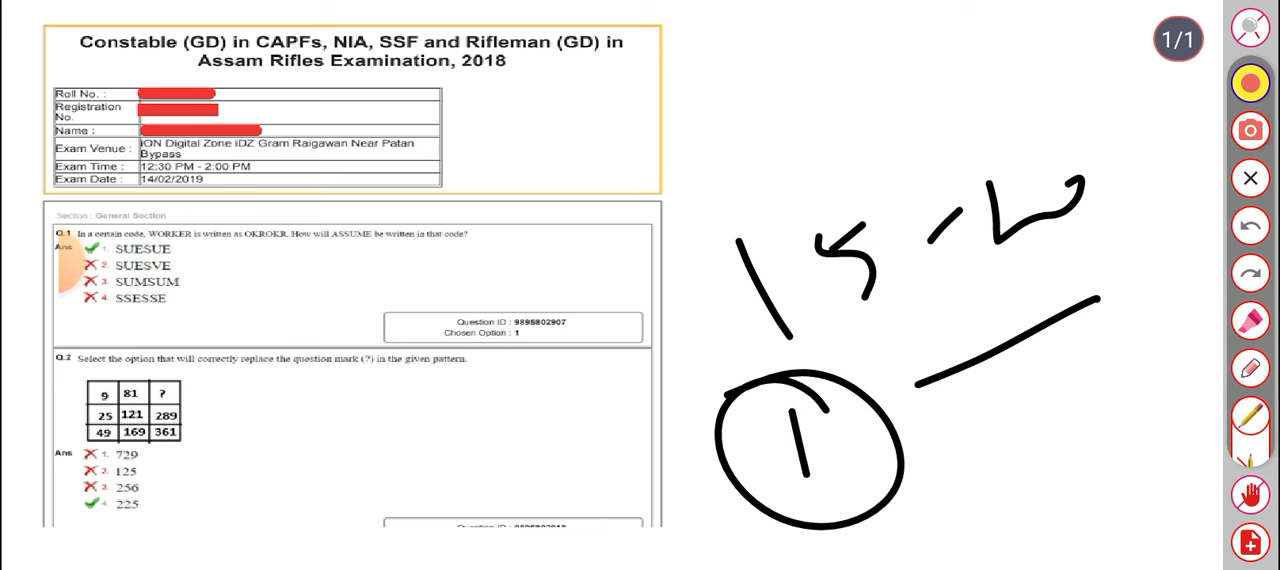 1/1
Constable (GD) in CAPFs, NIA, SSF and Rifleman (GD) in
Assam Rifles Examination, 2018
Roll No. :
Registration
No.
Name :
Exam Venue : iON Digital Zone iDZ Gram Raigawan Near Patan
Bypass
Exam Time : 12:30 PM - 2:00 PM
Exam Date : 14/02/2019
Section : General Section
Q.1 In a certain code, WORKER is written as OKROKR. How will ASSUME be written in that code?
Ans 1. SUESUE
2. SUESVE
3. SUMSUM
4. SSESSE
Question ID : 9895802907
Chosen Option : 1
Q.2 Select the option that will correctly replace the question mark (?) in the given pattern.
9 81 ?
25 121 289
49 169 361
Ans 1. 729
2. 125
3. 256
4. 225
15 -
1